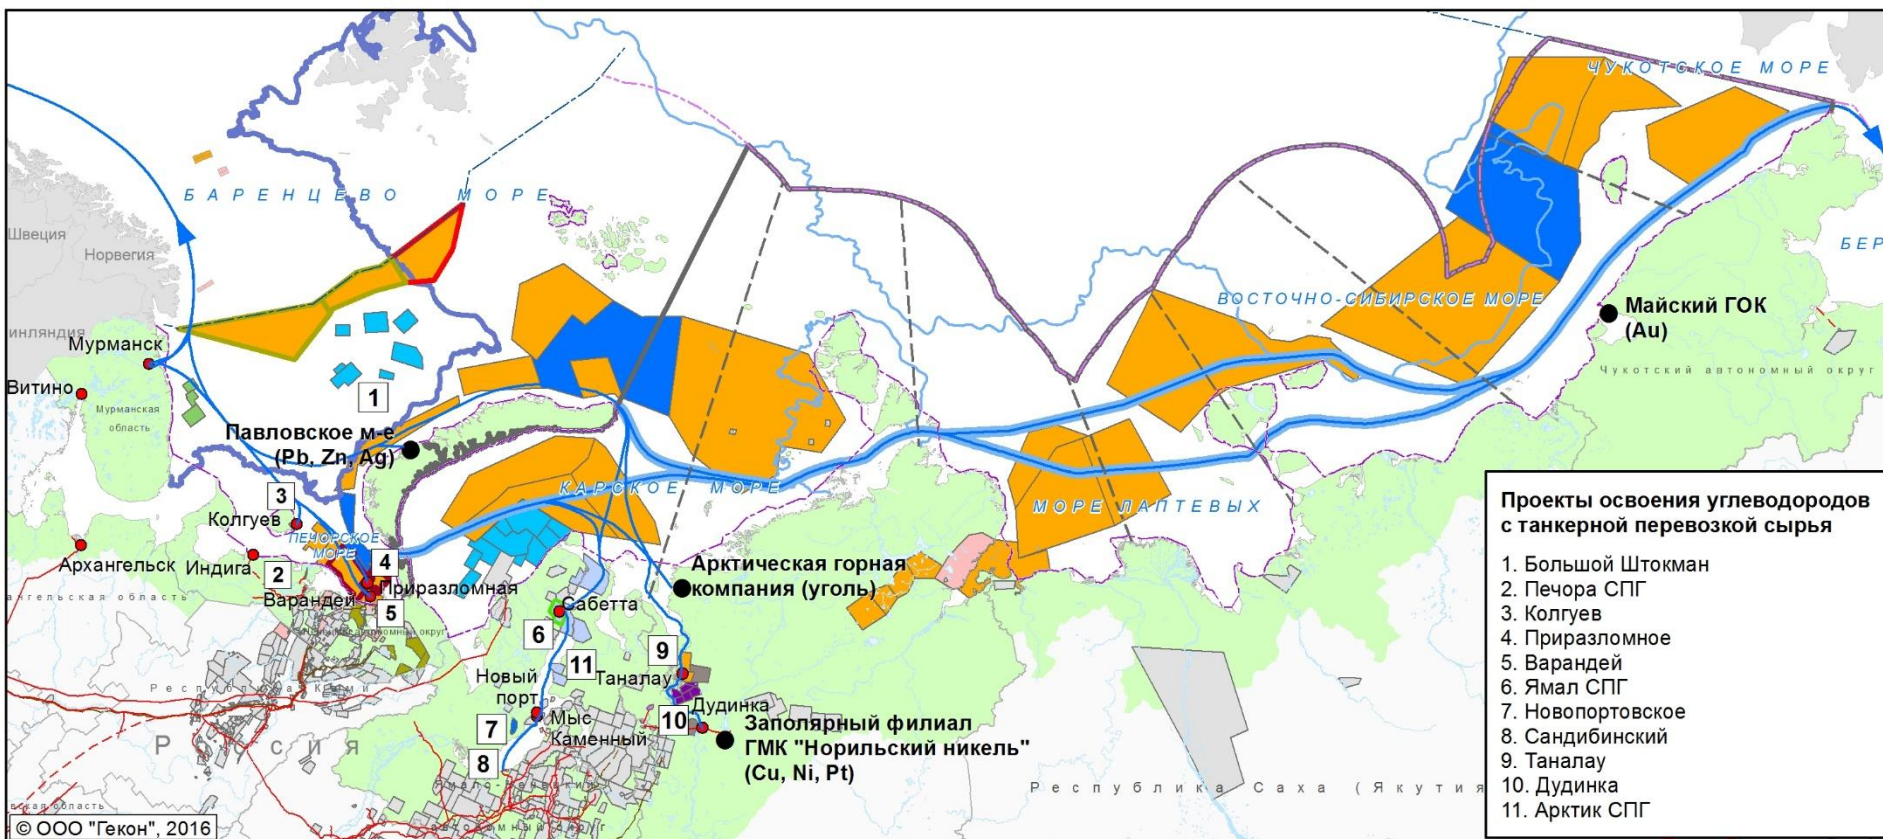 ЧУКОТСКОЕ МОРЕ
БАРЕНЦЕВО МОРЕ
Швеция
Норвегия
БЕР
инляндия
ВОСТОЧНО-СИБИРСКОЕ МОРЕ
Майский ГОК
(Au)
Мурманск
Чукотский автономный округ
Витино
1
Мурманская
область
Павловское м-е
(Pb, Zn, Ag)
КАРСКОЕ МОРЕ
МОРЕ ЛАПТЕВЫХ
3
Колгуев
ПЕЧОРСКОЕ
МОРЕ
Архангельск
Индига
2
4
Приразломная
Варандей
5
ангельская область
Арктическая горная
компания (уголь)
Сабетта
6
11
9
Таналау
Новый
порт
Мыс
Каменный
7
8
10
Дудинка
Заполярный филиал
ГМК "Норильский никель"
(Cu, Ni, Pt)
Республика Коми
Россия
Республика Саха (Якутия
вская область
© ООО "Гекон", 2016
Проекты освоения углеводородов
с танкерной перевозкой сырья
1. Большой Штокман
2. Печора СПГ
3. Колгуев
4. Приразломное
5. Варандей
6. Ямал СПГ
7. Новопортовское
8. Сандибинский
9. Таналау
10. Дудинка
11. Арктик СПГ